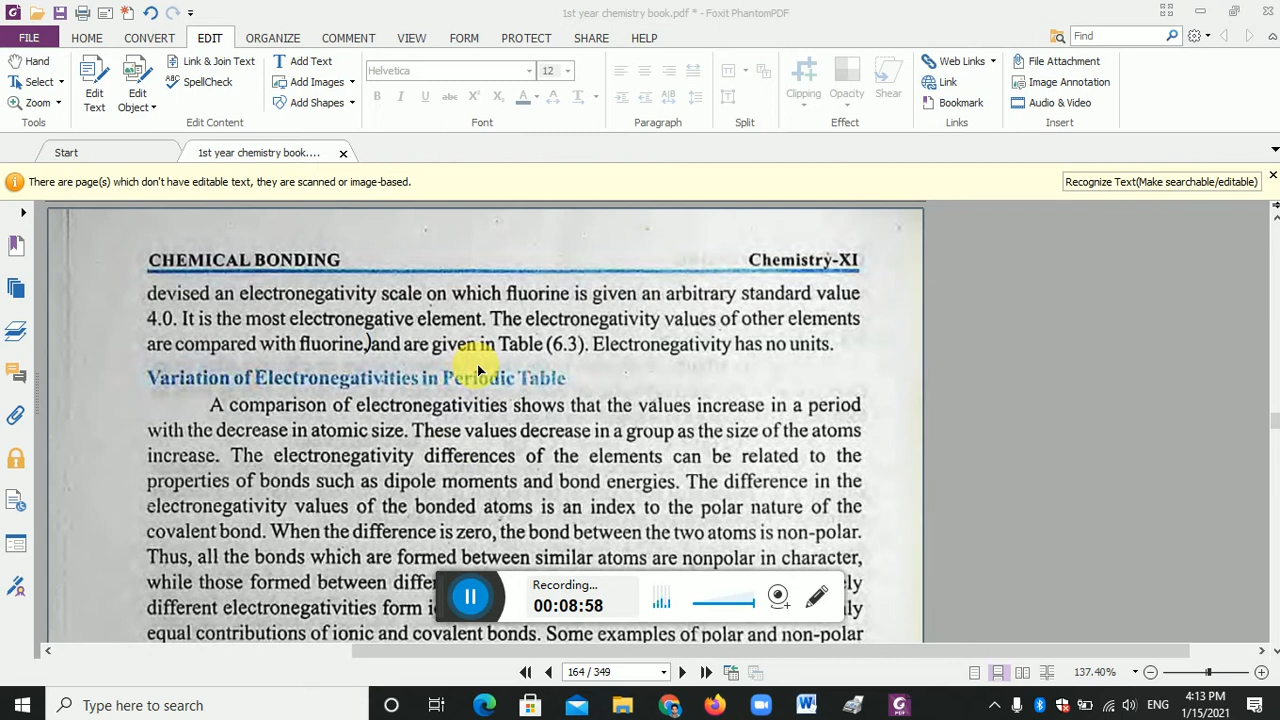 1st year chemistry book.pdf * - Foxit PhantomPDF
FILE HOME CONVERT EDIT ORGANIZE COMMENT VIEW FORM PROTECT SHARE HELP Find
Hand
Select
Zoom
Tools
Edit Text
Edit Object
Link & Join Text
SpellCheck
Edit Content
Add Text
Add Images
Add Shapes
Helvetica 12
B I U abc X² X₂ A A T
Font
Paragraph
Split
Clipping Opacity Shear
Effect
Web Links
Link
Bookmark
Links
File Attachment
Image Annotation
Audio & Video
Insert
Start 1st year chemistry book....
There are page(s) which don't have editable text, they are scanned or image-based. Recognize Text(Make searchable/editable)
CHEMICAL BONDING Chemistry-XI
devised an electronegativity scale on which fluorine is given an arbitrary standard value
4.0. It is the most electronegative element. The electronegativity values of other elements
are compared with fluorine,)and are given in Table (6.3). Electronegativity has no units.
Variation of Electronegativities in Periodic Table
A comparison of electronegativities shows that the values increase in a period
with the decrease in atomic size. These values decrease in a group as the size of the atoms
increase. The electronegativity differences of the elements can be related to the
properties of bonds such as dipole moments and bond energies. The difference in the
electronegativity values of the bonded atoms is an index to the polar nature of the
covalent bond. When the difference is zero, the bond between the two atoms is non-polar.
Thus, all the bonds which are formed between similar atoms are nonpolar in character,
while those formed between
different electronegativities form
equal contributions of ionic and covalent bonds. Some examples of polar and non-polar
Recording...
00:08:58
164 / 349
137.40%
Type here to search
ENG
4:13 PM
1/15/2021